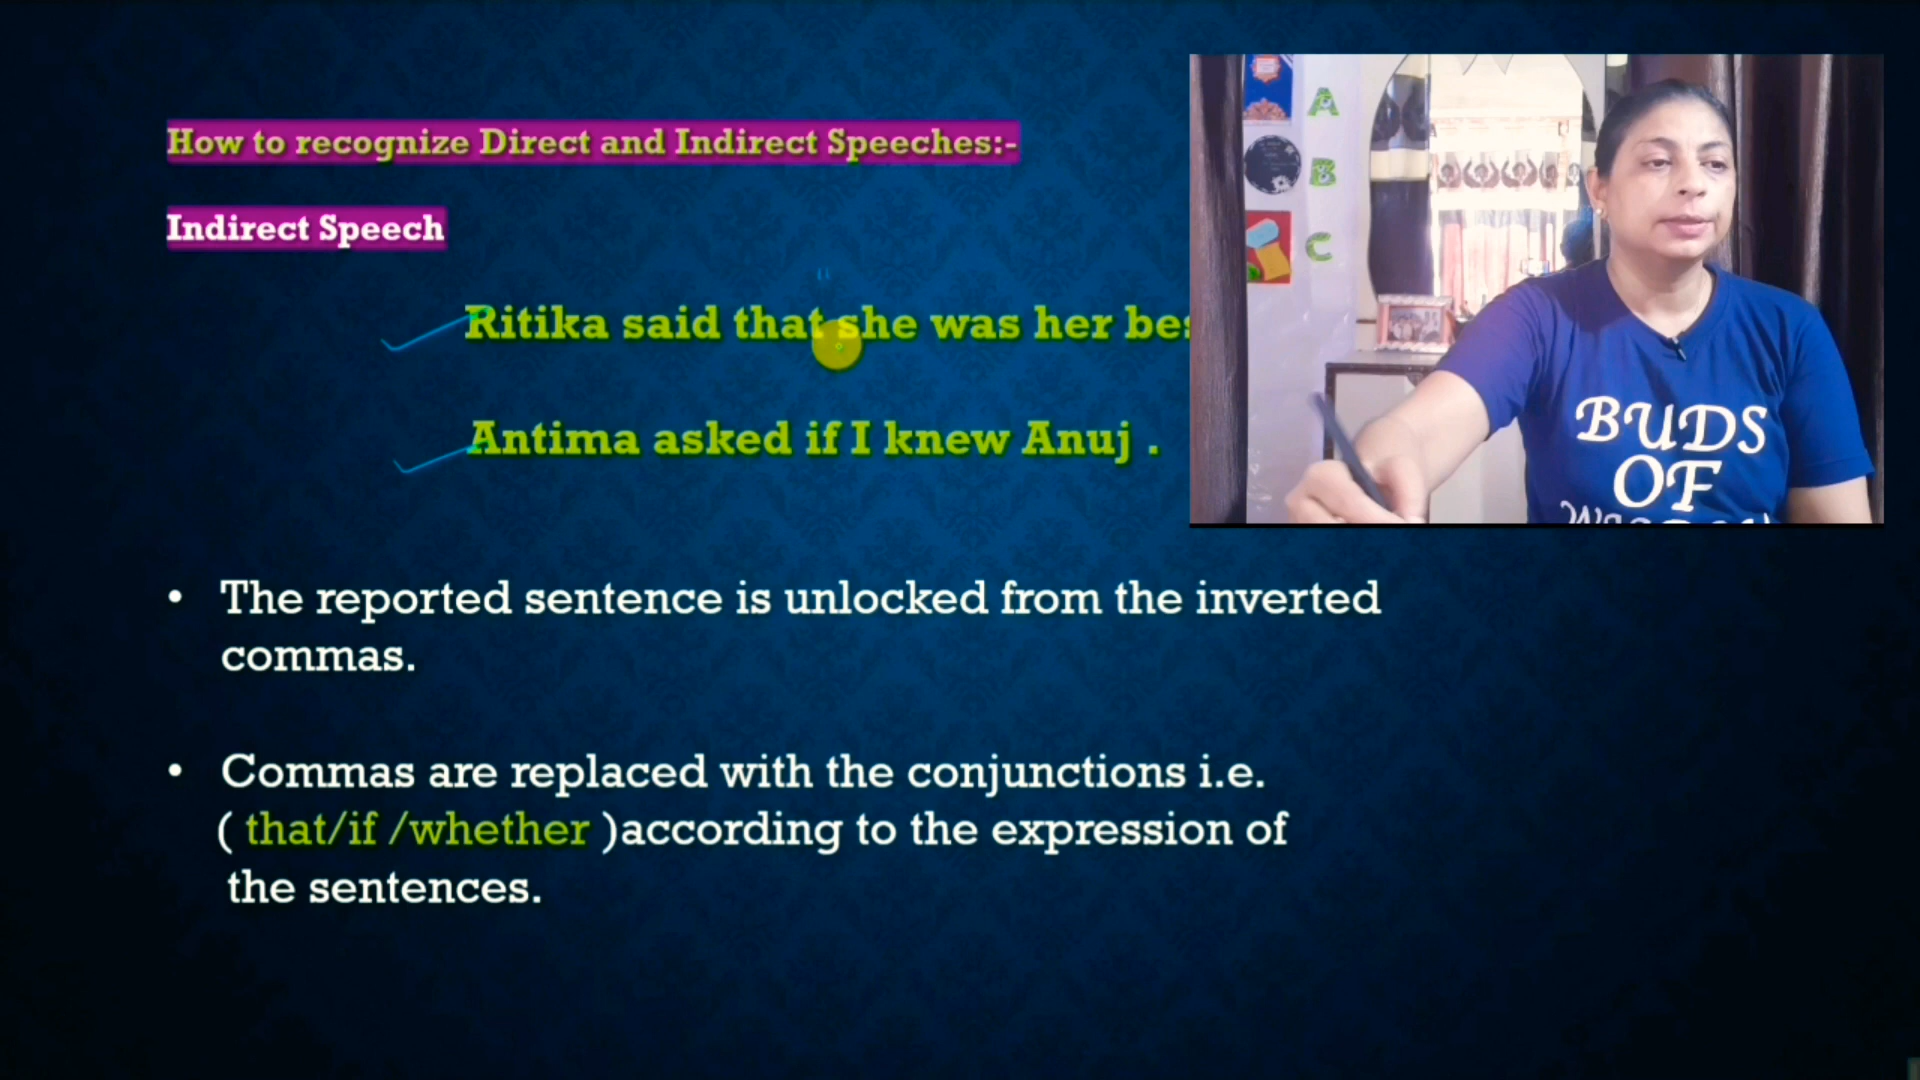 How to recognize Direct and Indirect Speeches:-
Indirect Speech
A
B
C
Ritika said that she was her
Antima asked if I knew Anuj .
BUDS
OF
• The reported sentence is unlocked from the inverted
commas.
• Commas are replaced with the conjunctions i.e.
( that/if /whether )according to the expression of
the sentences.